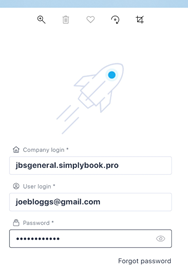 Company login *
jbsgeneral.simplybook.pro
User login *
joebloggs@gmail.com
Password *
••••••••••••
Forgot password